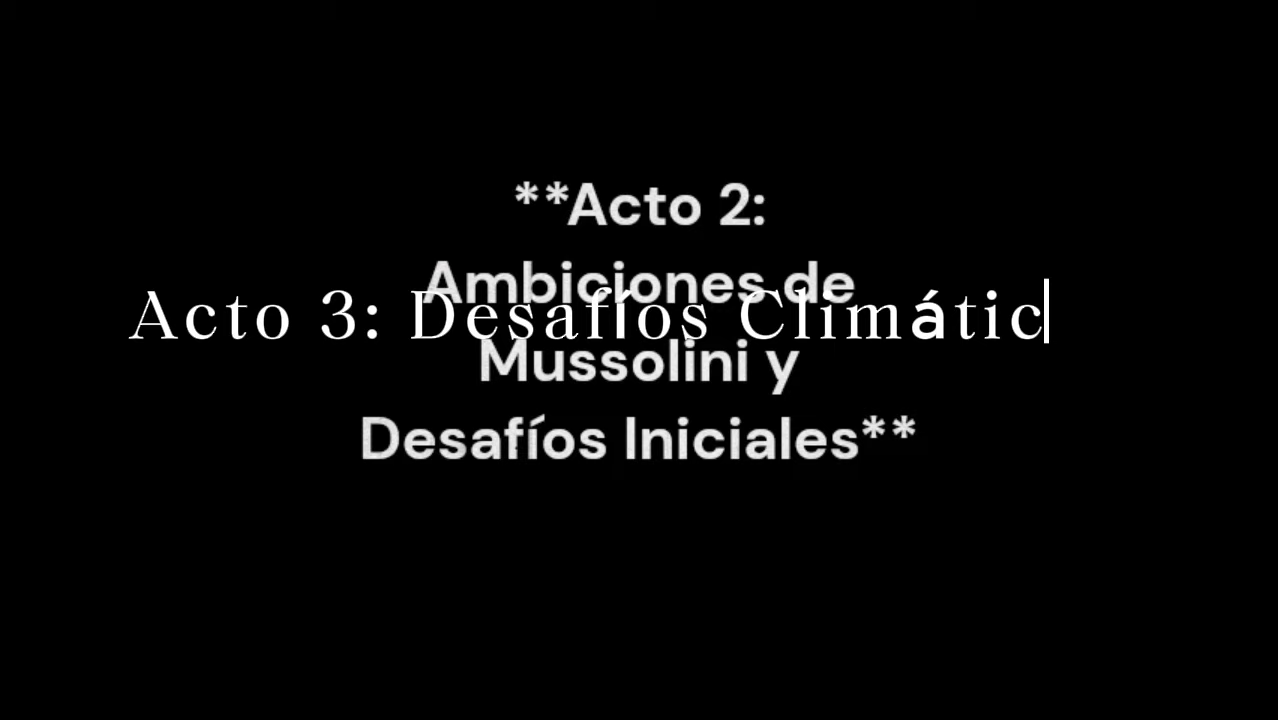 **Acto 2:
Ambiciones de
Acto 3: Desafíos Climátic
Mussolini y
Desafíos Iniciales**